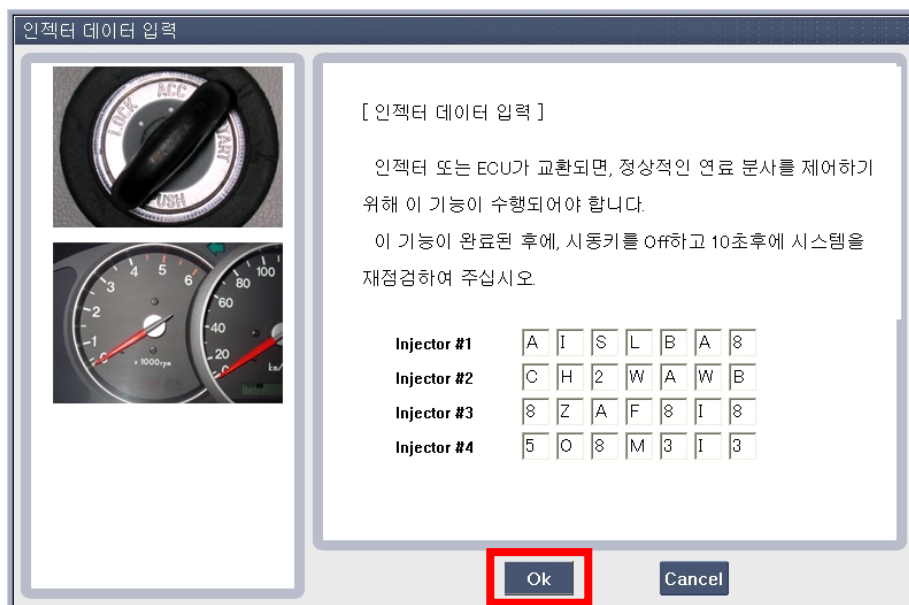 인젝터 데이터 입력
LOCK ACC START
PUSH
0 1 2 3 4 5 6
x 1000rpm
20 40 60 80 100
km/
[ 인젝터 데이터 입력 ]
인젝터 또는 ECU가 교환되면, 정상적인 연료 분사를 제어하기
위해 이 기능이 수행되어야 합니다.
이 기능이 완료된 후에, 시동키를 Off하고 10초후에 시스템을
재점검하여 주십시오.
Injector #1 A I S L B A 8
Injector #2 C H 2 W A W B
Injector #3 8 Z A F 8 I 8
Injector #4 5 O 8 M 3 I 3
Ok Cancel